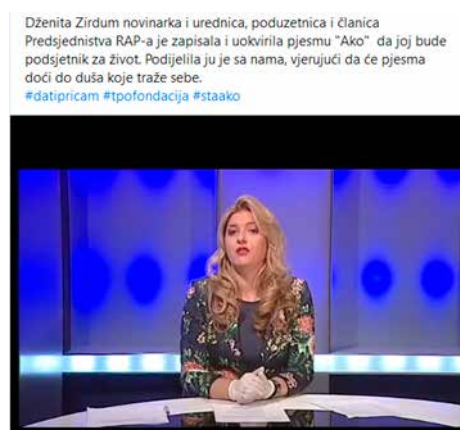 Dženita Zirdum novinarka i urednica, poduzetnica i članica
Predsjedništva RAP-a je zapisala i uokvirila pjesmu "Ako" da joj bude
podsjetnik za život. Podijelila ju je sa nama, vjerujući da će pjesma
doći do duša koje traže sebe.
#datipricam #tpofondacija #staako